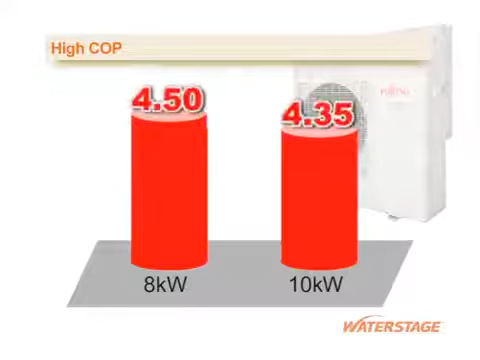 High COP
4.50
4.35
FUJITSU
8kW
10kW
WATERSTAGE